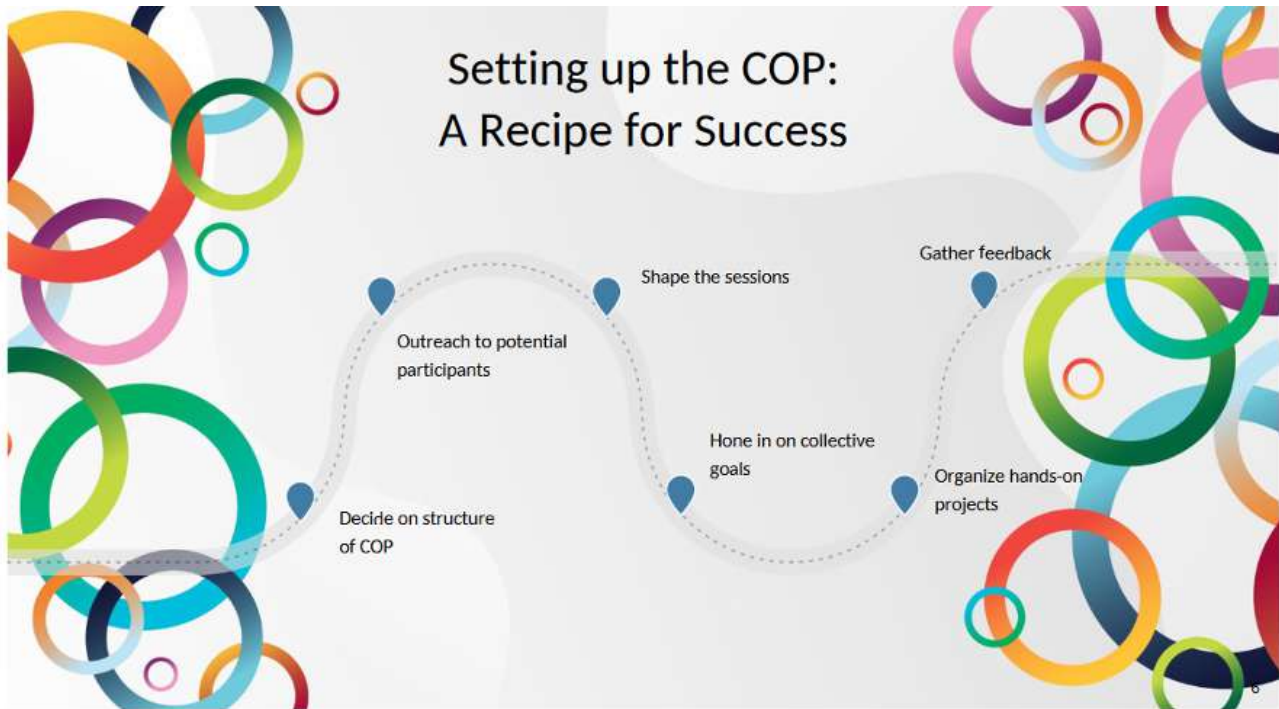 Setting up the COP:
A Recipe for Success
Gather feedback
Shape the sessions
Outreach to potential
participants
Hone in on collective
goals
Organize hands-on
projects
Decide on structure
of COP
6